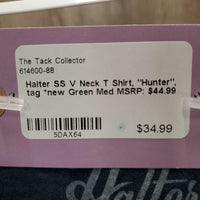 The Tack Collector
614600-88
Halter SS V Neck T Shirt, "Hunter",
tag *new Green Med MSRP: $44.99
5DAX64
$34.99
Halter